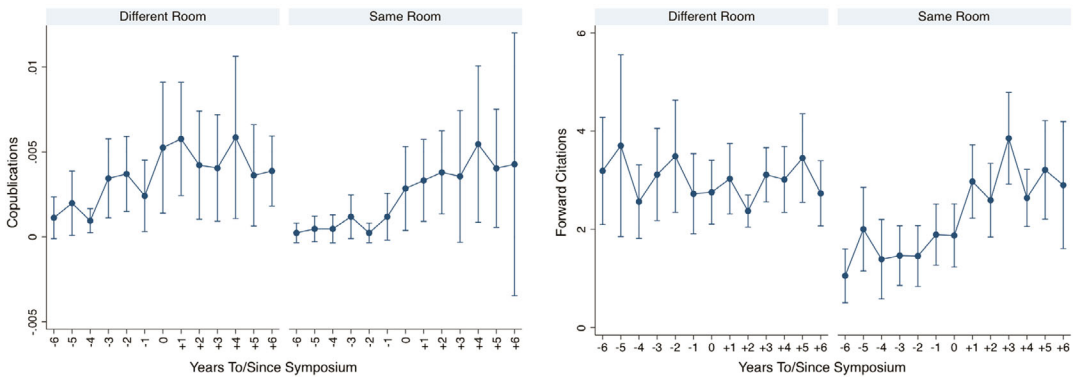 Different Room
Same Room
Copublications
.01
.005
0
-.005
-6 -5 -4 -3 -2 -1 0 +1 +2 +3 +4 +5 +6
-6 -5 -4 -3 -2 -1 0 +1 +2 +3 +4 +5 +6
Years To/Since Symposium
Different Room
Same Room
Forward Citations
6
4
2
0
-6 -5 -4 -3 -2 -1 0 +1 +2 +3 +4 +5 +6
-6 -5 -4 -3 -2 -1 0 +1 +2 +3 +4 +5 +6
Years To/Since Symposium